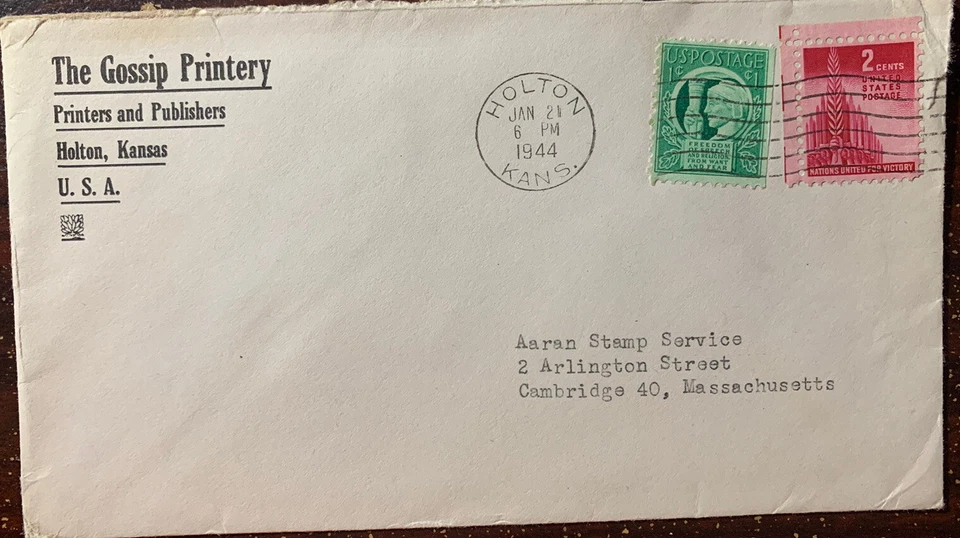 The Gossip Printery
Printers and Publishers
Holton, Kansas
U. S. A.
HOLTON
JAN 21
6 PM
1944
KANS.
U.S. POSTAGE
1¢ ¢1
FREEDOM
OF SPEECH
AND RELIGION
FROM WANT
AND FEAR
2 CENTS
UNITED
STATES
POSTAGE
NATIONS UNITED FOR VICTORY
Aaran Stamp Service
2 Arlington Street
Cambridge 40, Massachusetts